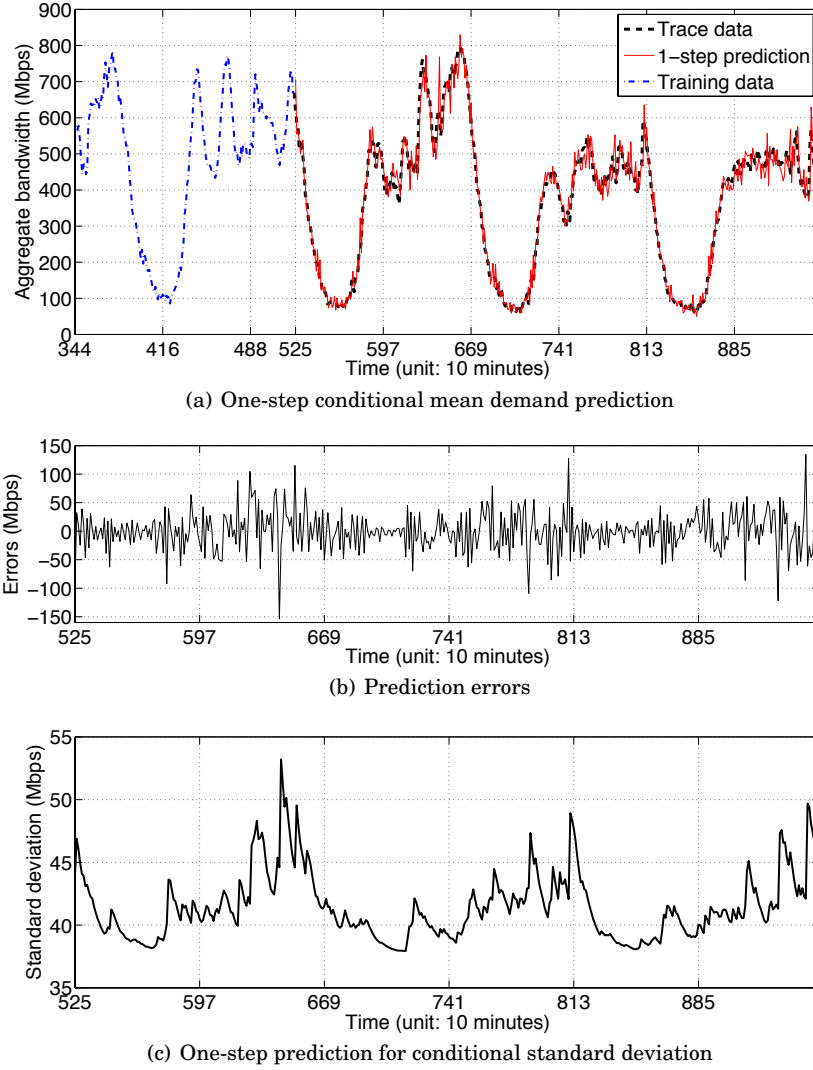 900
800
700
600
500
400
300
200
100
0
Aggregate bandwidth (Mbps)
Trace data
1−step prediction
Training data
344 416 488 525 597 669 741 813 885
Time (unit: 10 minutes)
(a) One-step conditional mean demand prediction
150
100
50
0
−50
−100
−150
Errors (Mbps)
525 597 669 741 813 885
Time (unit: 10 minutes)
(b) Prediction errors
55
50
45
40
35
Standard deviation (Mbps)
525 597 669 741 813 885
Time (unit: 10 minutes)
(c) One-step prediction for conditional standard deviation